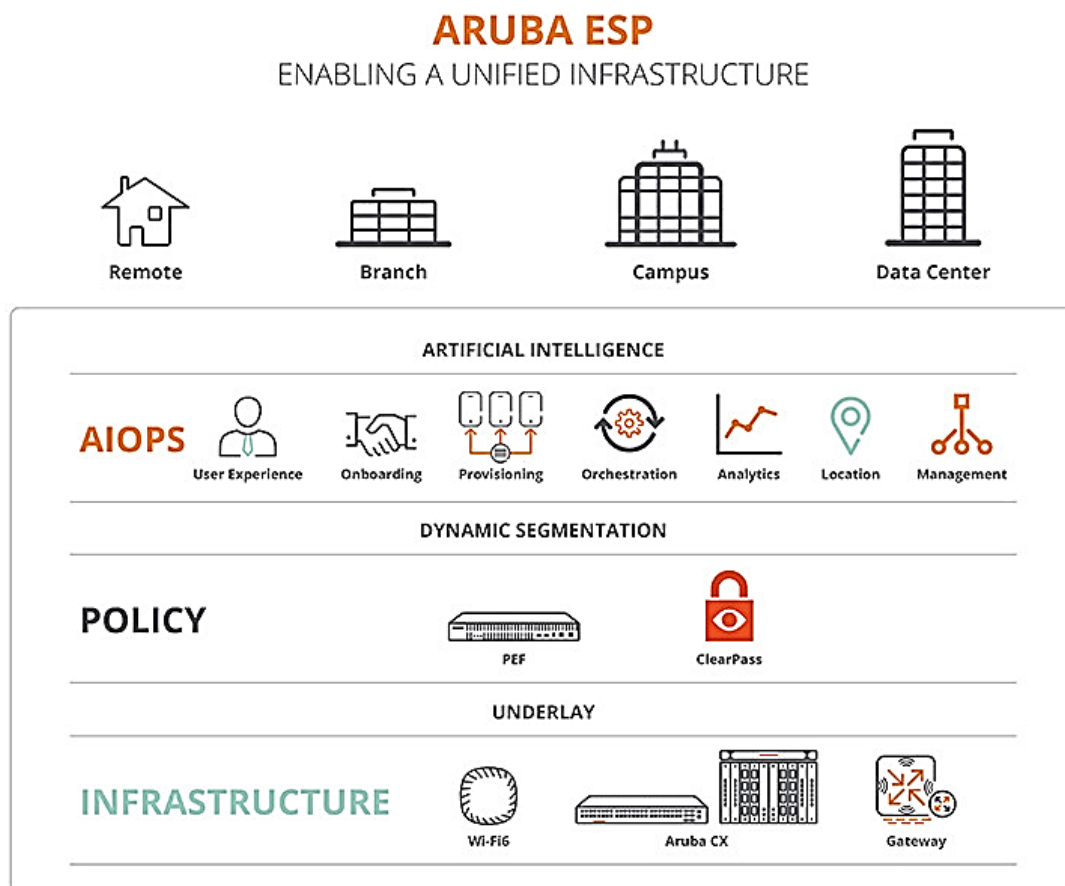 ARUBA ESP
ENABLING A UNIFIED INFRASTRUCTURE
Remote
Branch
Campus
Data Center
ARTIFICIAL INTELLIGENCE
AIOPS
User Experience
Onboarding
Provisioning
Orchestration
Analytics
Location
Management
DYNAMIC SEGMENTATION
POLICY
PEF
ClearPass
UNDERLAY
INFRASTRUCTURE
Wi-Fi6
Aruba CX
Gateway